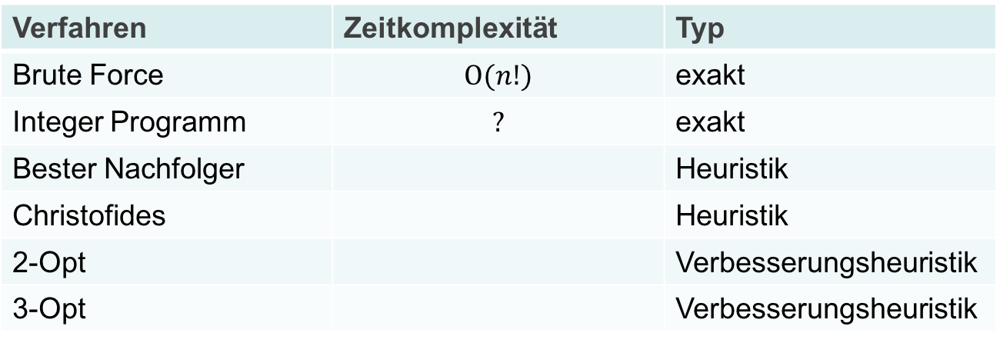 Verfahren Zeitkomplexität Typ
Brute Force O(n!) exakt
Integer Programm ? exakt
Bester Nachfolger Heuristik
Christofides Heuristik
2-Opt Verbesserungsheuristik
3-Opt Verbesserungsheuristik